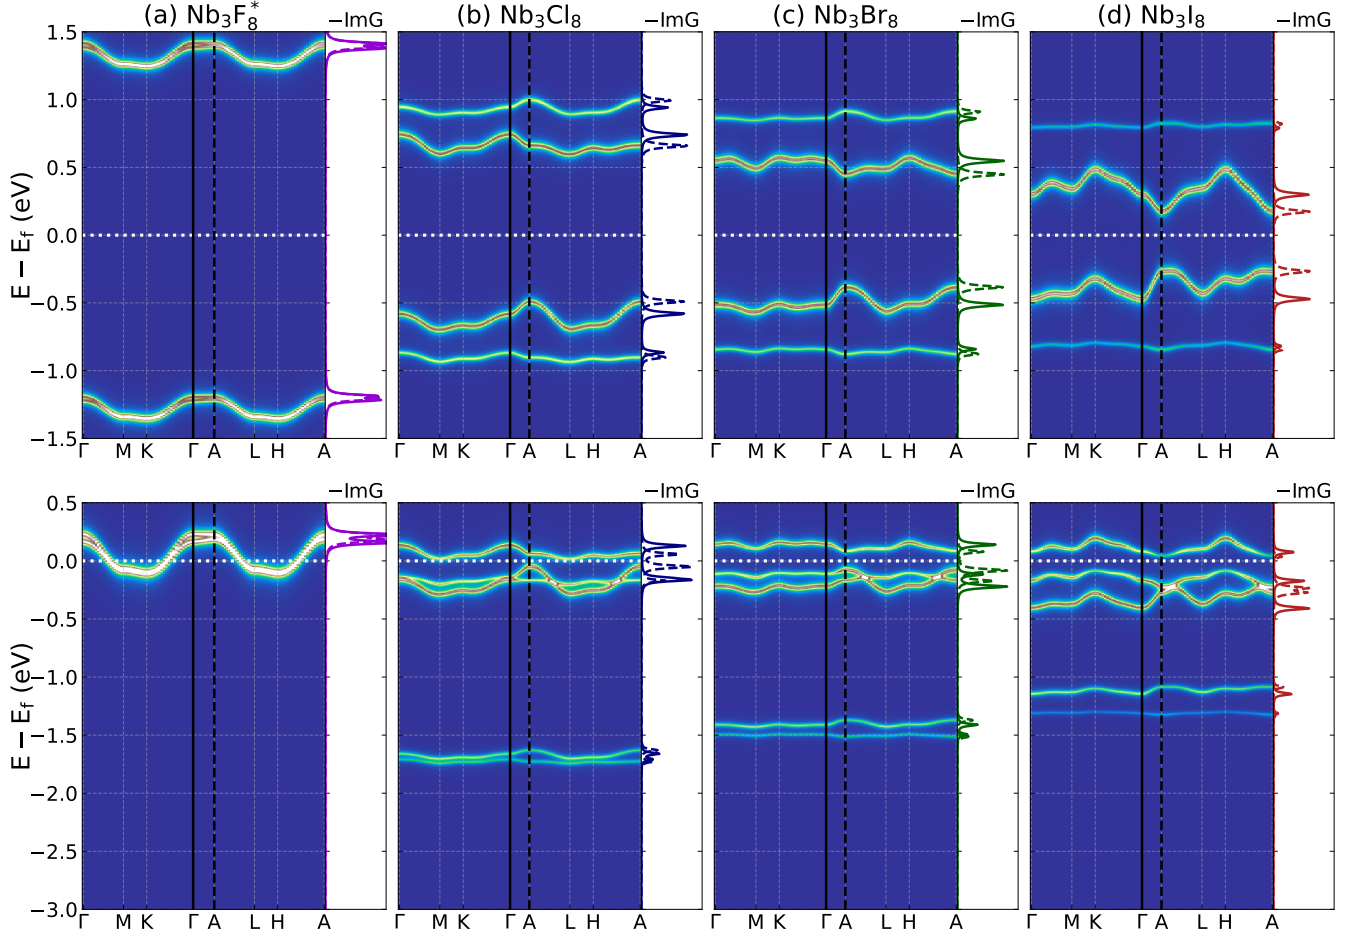 (a) Nb₃F₈* −ImG (b) Nb₃Cl₈ −ImG (c) Nb₃Br₈ −ImG (d) Nb₃I₈ −ImG
1.5
1.0
0.5
0.0
−0.5
−1.0
−1.5
E − E_f (eV)
Γ M K Γ A L H A Γ M K Γ A L H A Γ M K Γ A L H A Γ M K Γ A L H A
−ImG −ImG −ImG −ImG
0.5
0.0
−0.5
−1.0
−1.5
−2.0
−2.5
−3.0
E − E_f (eV)
Γ M K Γ A L H A Γ M K Γ A L H A Γ M K Γ A L H A Γ M K Γ A L H A